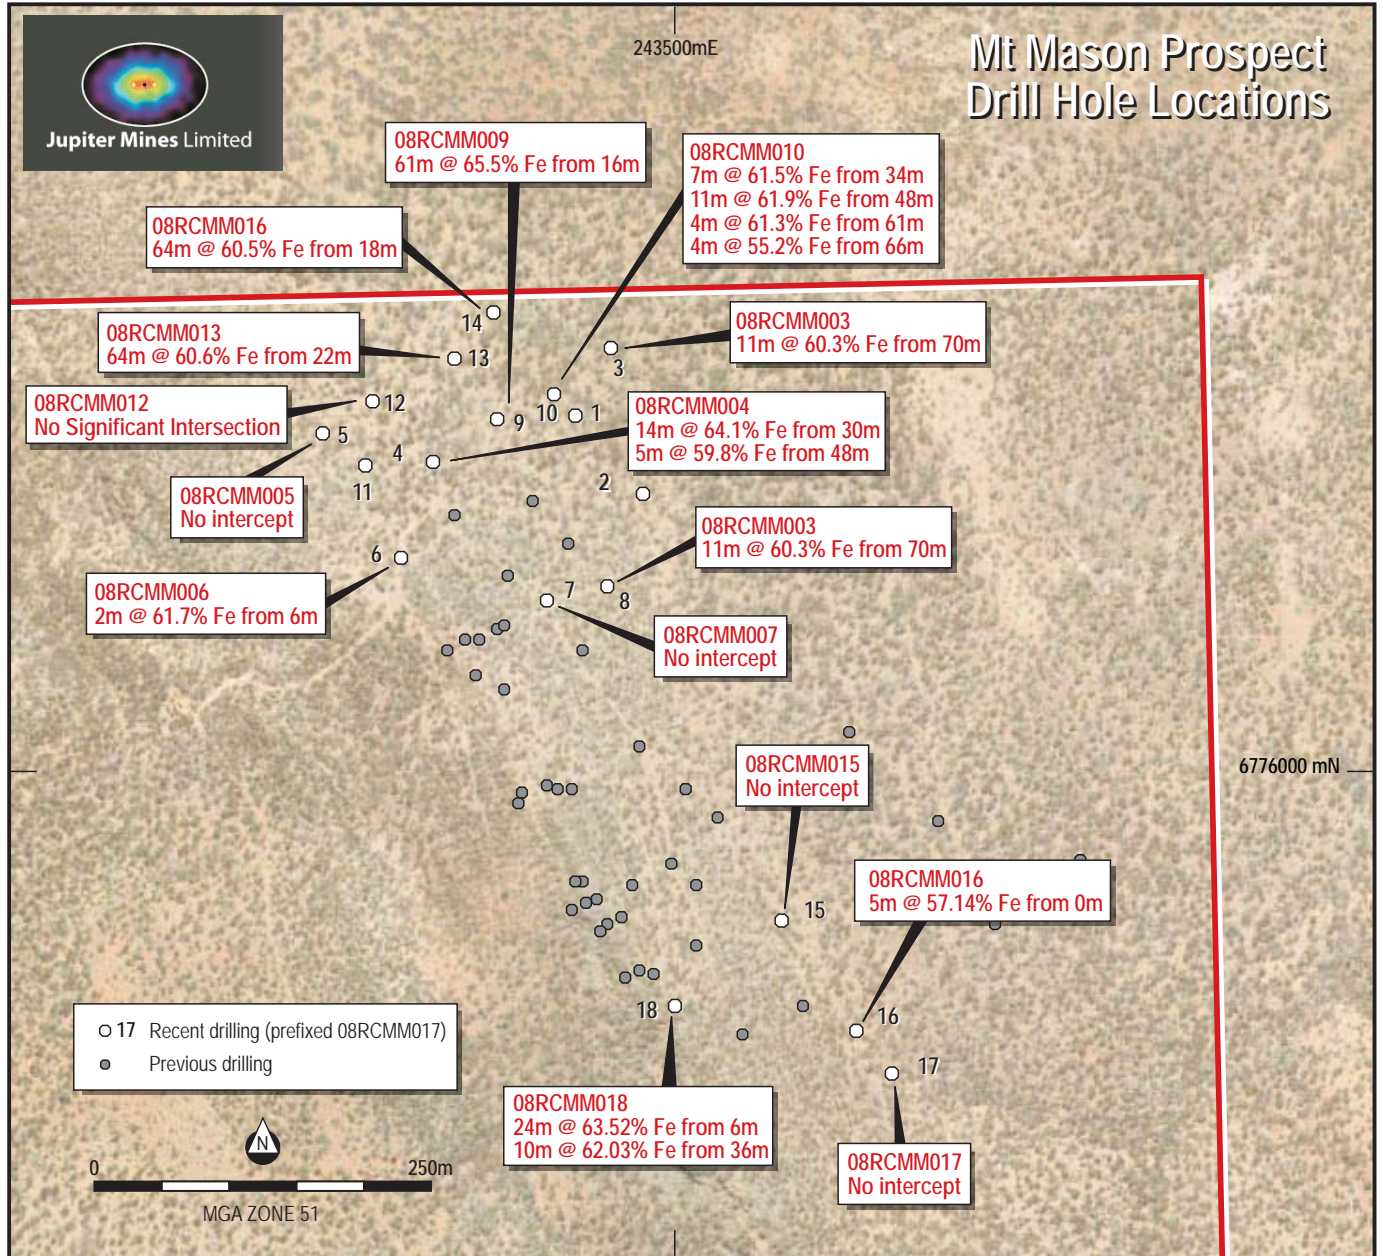 Mt Mason Prospect
Drill Hole Locations
Jupiter Mines Limited
243500mE
08RCMM009
61m @ 65.5% Fe from 16m
08RCMM010
7m @ 61.5% Fe from 34m
11m @ 61.9% Fe from 48m
4m @ 61.3% Fe from 61m
4m @ 55.2% Fe from 66m
08RCMM016
64m @ 60.5% Fe from 18m
14
08RCMM013
64m @ 60.6% Fe from 22m
13
08RCMM003
11m @ 60.3% Fe from 70m
3
08RCMM012
No Significant Intersection
12
10
1
9
5
4
11
08RCMM004
14m @ 64.1% Fe from 30m
5m @ 59.8% Fe from 48m
08RCMM005
No intercept
2
08RCMM003
11m @ 60.3% Fe from 70m
6
7
8
08RCMM006
2m @ 61.7% Fe from 6m
08RCMM007
No intercept
08RCMM015
No intercept
6776000 mN
08RCMM016
5m @ 57.14% Fe from 0m
15
18
16
17
17 Recent drilling (prefixed 08RCMM017)
Previous drilling
08RCMM018
24m @ 63.52% Fe from 6m
10m @ 62.03% Fe from 36m
08RCMM017
No intercept
N
0 250m
MGA ZONE 51